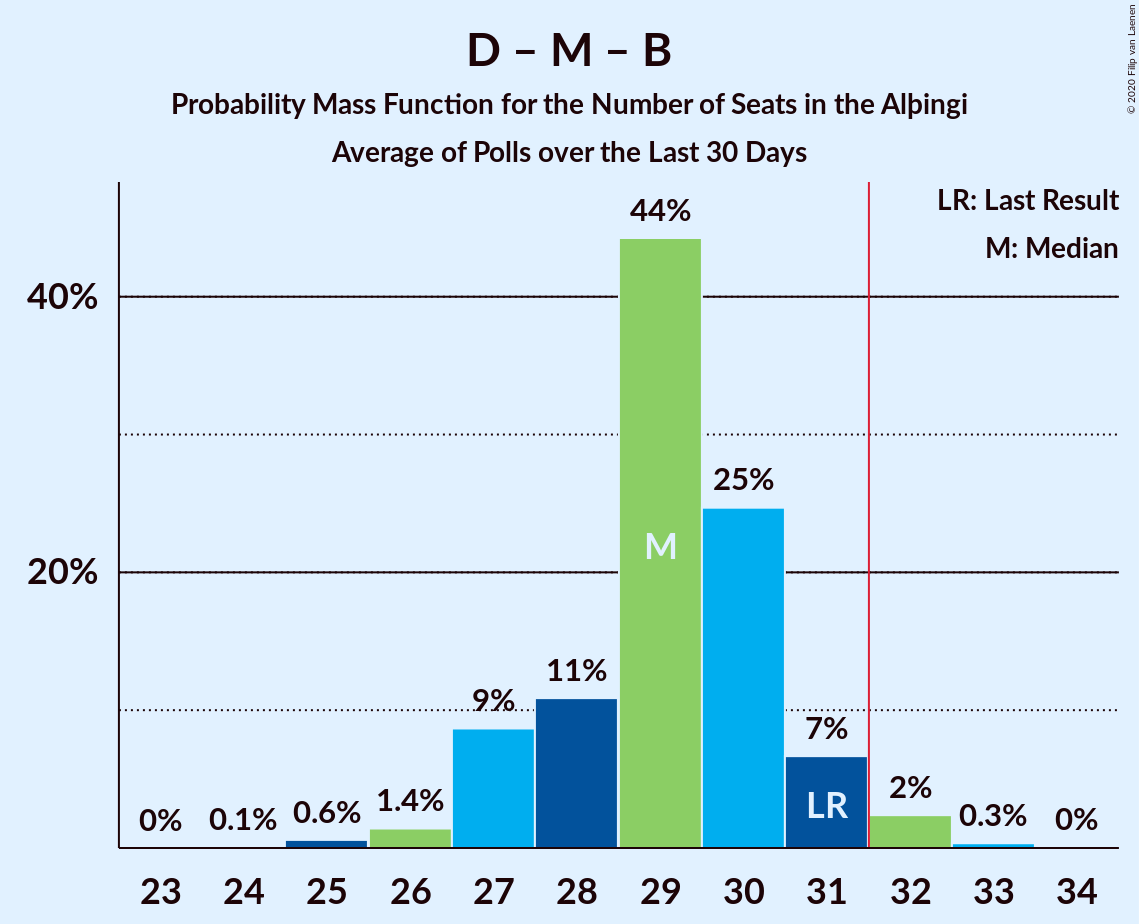 D – M – B
Probability Mass Function for the Number of Seats in the Alþingi
Average of Polls over the Last 30 Days
© 2020 Filip van Laenen
LR: Last Result
M: Median
40%
20%
0%
0.1%
0.6%
1.4%
9%
11%
44%
25%
7%
2%
0.3%
0%
M
LR
23 24 25 26 27 28 29 30 31 32 33 34